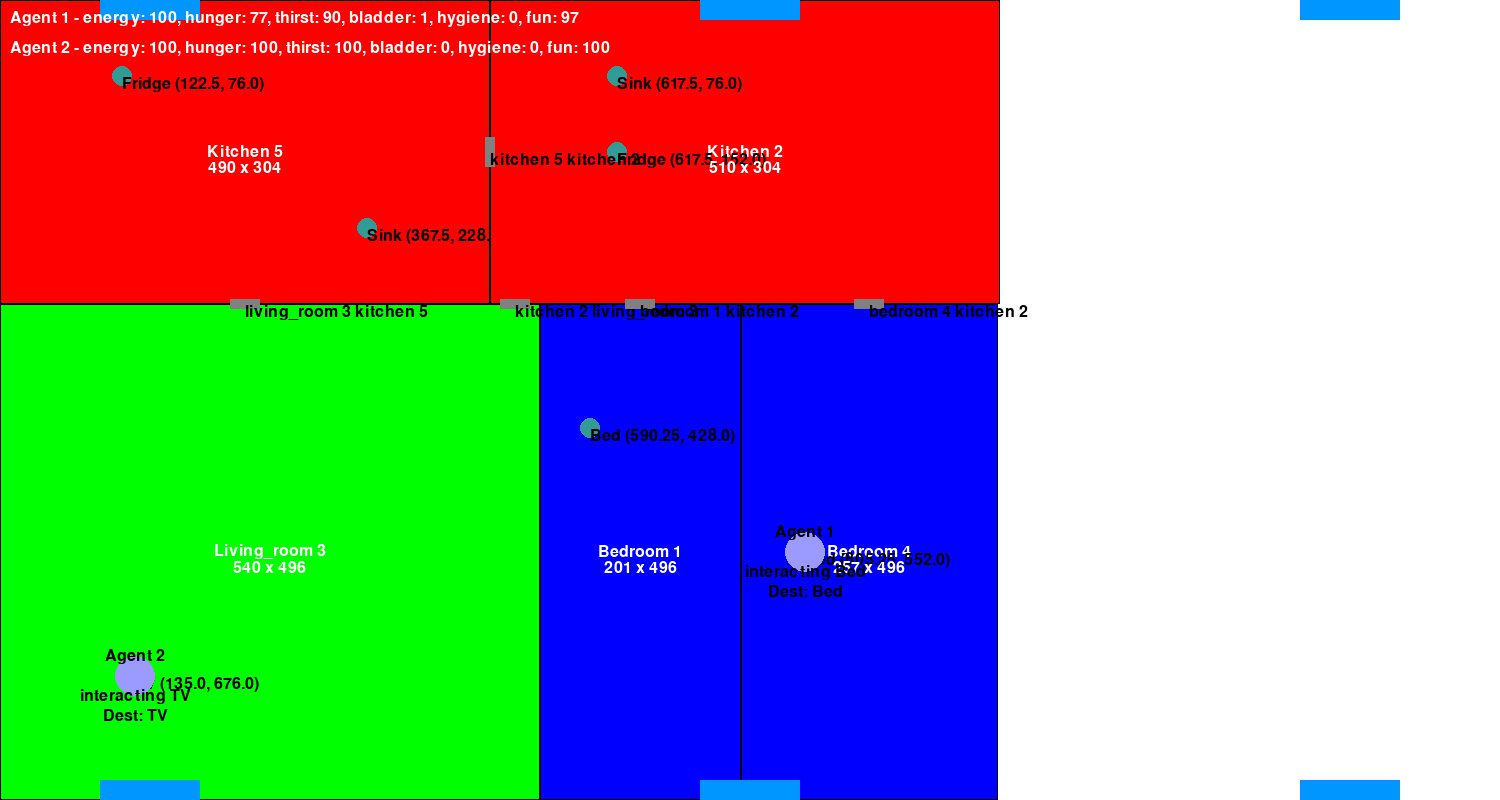 Agent 1 - energy: 100, hunger: 77, thirst: 90, bladder: 1, hygiene: 0, fun: 97
Agent 2 - energy: 100, hunger: 100, thirst: 100, bladder: 0, hygiene: 0, fun: 100
Fridge (122.5, 76.0)
Sink (617.5, 76.0)
Kitchen 5
490 x 304
kitchen 5 kitchen 2
Fridge (617.5, 152.0)
Kitchen 2
510 x 304
Sink (367.5, 228.
living_room 3 kitchen 5
kitchen 2 living_room 3
bedroom 1 kitchen 2
bedroom 4 kitchen 2
Bed (590.25, 428.0)
Agent 1
Living_room 3
540 x 496
Bedroom 1
201 x 496
Bedroom 4
257 x 496
552.0)
interacting Bed
Dest: Bed
Agent 2
(135.0, 676.0)
interacting TV
Dest: TV